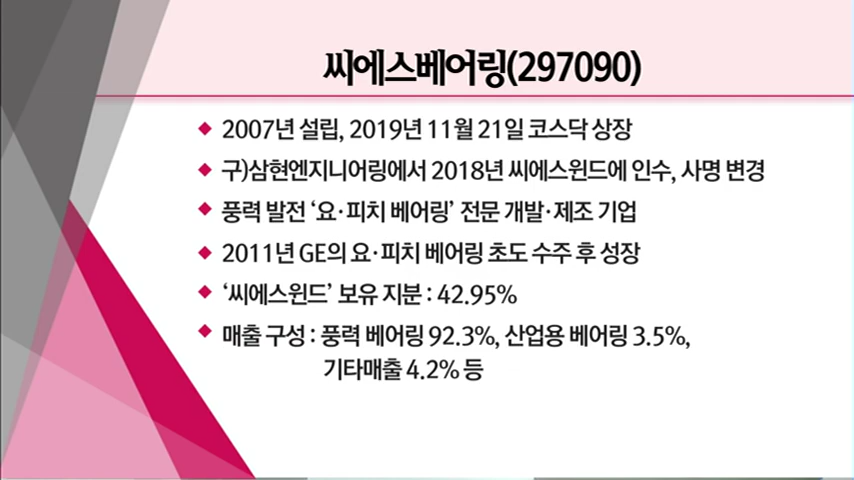 씨에스베어링(297090)
◆ 2007년 설립, 2019년 11월 21일 코스닥 상장
◆ 구)삼현엔지니어링에서 2018년 씨에스윈드에 인수, 사명 변경
◆ 풍력 발전 ‘요·피치 베어링’ 전문 개발·제조 기업
◆ 2011년 GE의 요·피치 베어링 초도 수주 후 성장
◆ ‘씨에스윈드’ 보유 지분 : 42.95%
◆ 매출 구성 : 풍력 베어링 92.3%, 산업용 베어링 3.5%,
기타매출 4.2% 등